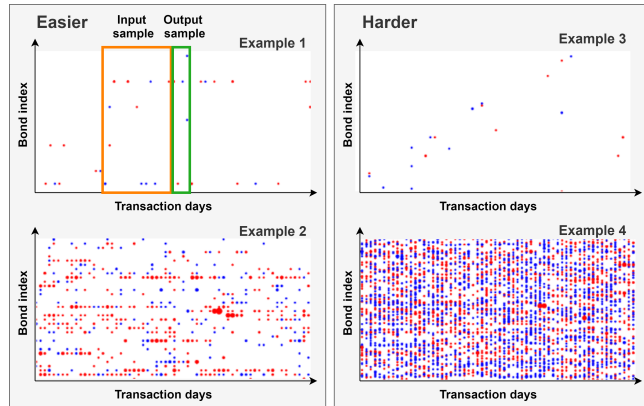 Easier
Input
sample
Output
sample
Example 1
Bond index
Transaction days
Example 2
Bond index
Transaction days
Harder
Example 3
Bond index
Transaction days
Example 4
Bond index
Transaction days